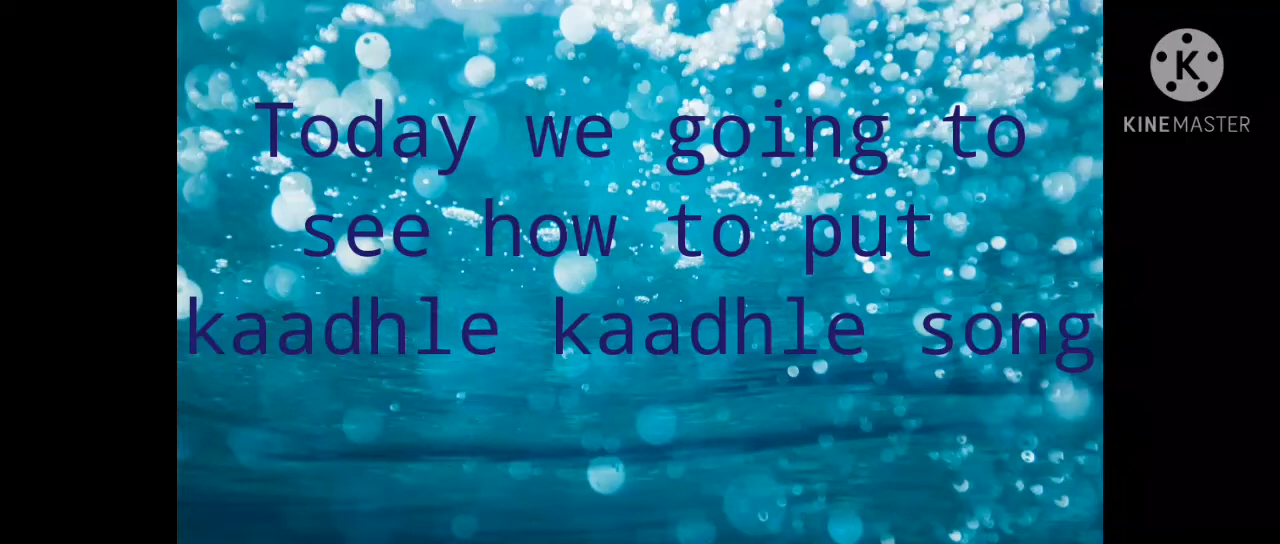 Today we going to
see how to put
kaadhle kaadhle song
K
KINEMASTER